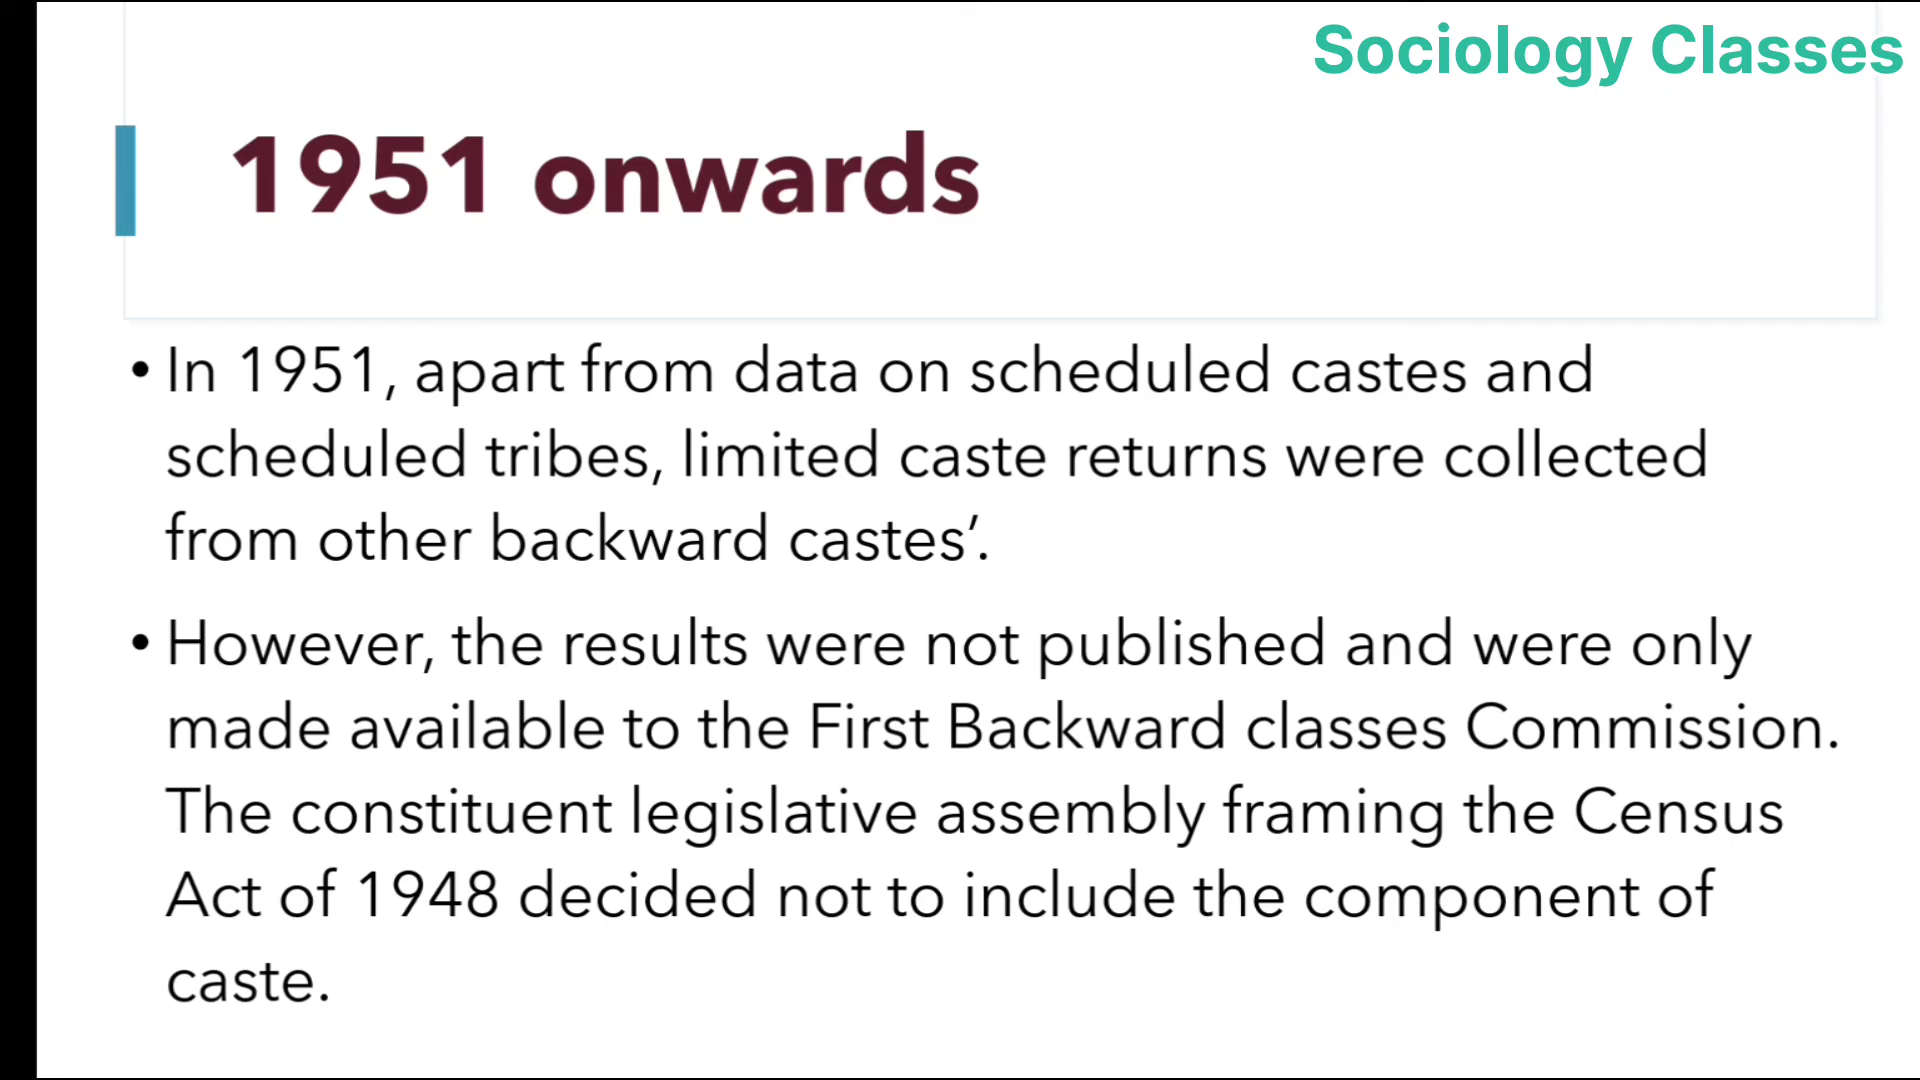 Sociology Classes
1951 onwards
• In 1951, apart from data on scheduled castes and
scheduled tribes, limited caste returns were collected
from other backward castes’.
• However, the results were not published and were only
made available to the First Backward classes Commission.
The constituent legislative assembly framing the Census
Act of 1948 decided not to include the component of
caste.